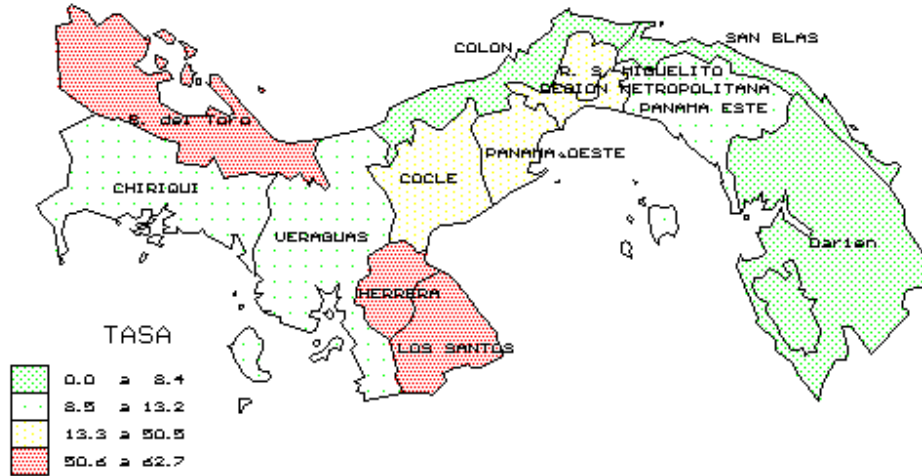 COLON
SAN BLAS
R. S. MIGUELITO
REGION METROPOLITANA
PANAMA ESTE
B. del Toro
PANAMA OESTE
CHIRIQUI
COCLE
VERAGUAS
Darien
HERRERA
LOS SANTOS
TASA
0.0 a 8.4
8.5 a 13.2
13.3 a 50.5
50.6 a 62.7